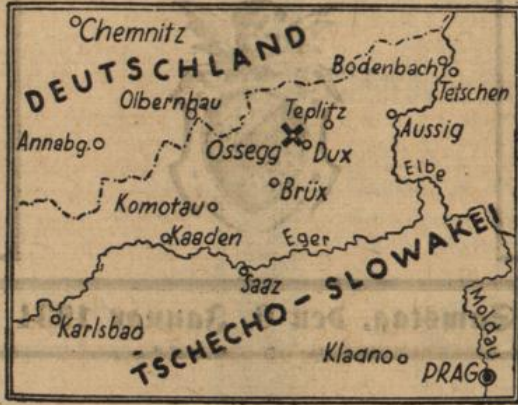 Chemnitz
DEUTSCHLAND
Bodenbach
Tetschen
Olbernhau
Teplitz
Aussig
Annabg.
Ossegg
Dux
Elbe
Brüx
Komotau
Kaaden
Eger
TSCHECHO-SLOWAKEI
Saaz
Karlsbad
Moldau
Kladno
PRAG